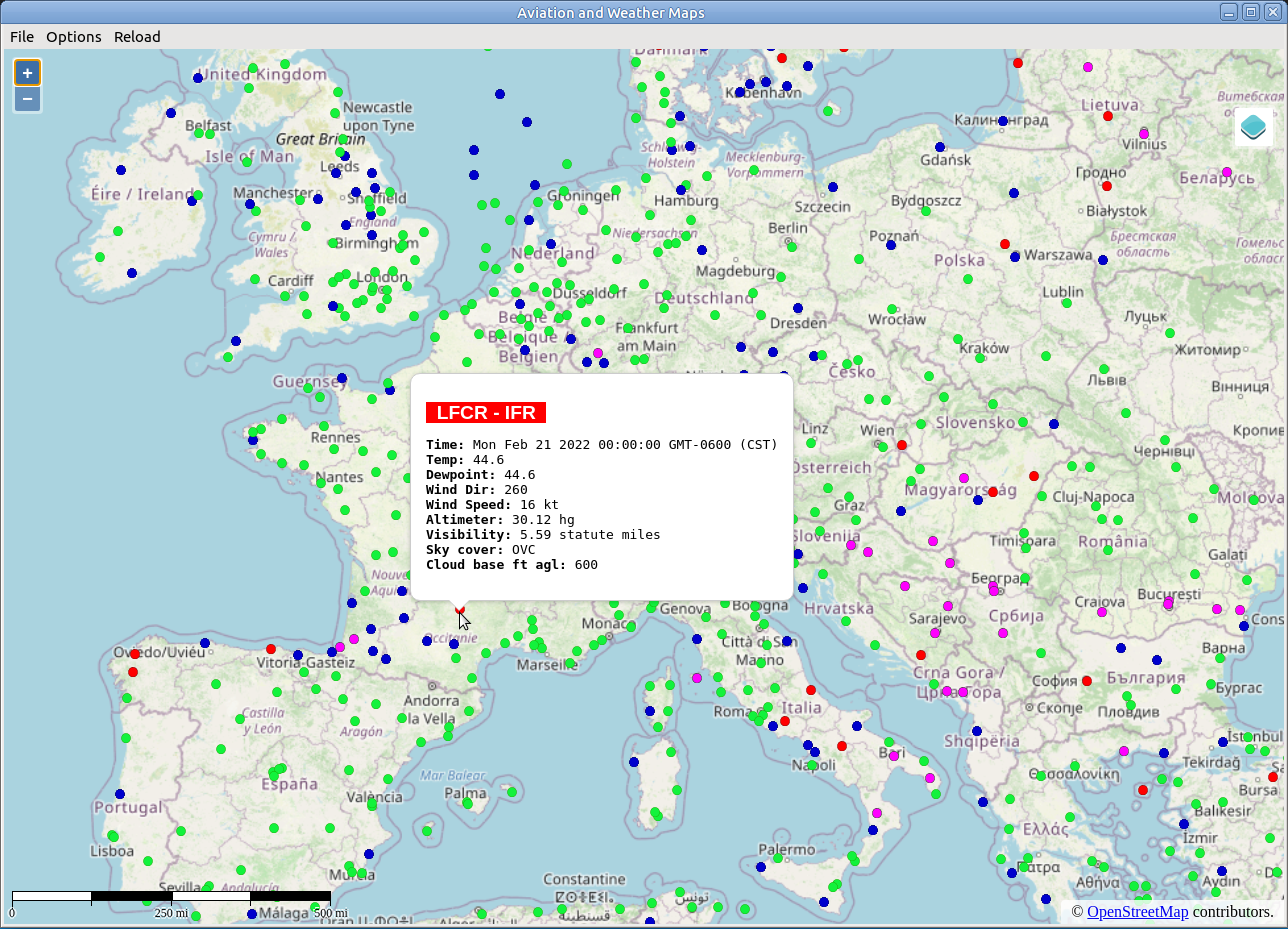 Aviation and Weather Maps
File Options Reload
+
−
Danmark
United Kingdom
København
Lietuva
Newcastle
upon Tyne
Belfast
Great Britain
Калининград
Vilnius
Isle of Man
Leeds
Schleswig-
Holstein
Mecklenburg-
Vorpommern
Gdańsk
Гродно
Беларусь
Éire / Ireland
Manchester
Sheffield
Groningen
Hamburg
Szczecin
Bydgoszcz
Białystok
England
Cymru /
Wales
Birmingham
Niedersachsen
Berlin
Poznań
Брестская
область
Nederland
Polska
Warszawa
Magdeburg
Cardiff
London
Düsseldorf
Deutschland
Lublin
België /
Belgique /
Belgien
Frankfurt
am Main
Dresden
Wrocław
Луцьк
Kraków
Житомир
Guernsey
Česko
Львів
Вінниця
LFCR - IFR
Time: Mon Feb 21 2022 00:00:00 GMT-0600 (CST)
Temp: 44.6
Dewpoint: 44.6
Wind Dir: 260
Wind Speed: 16 kt
Altimeter: 30.12 hg
Visibility: 5.59 statute miles
Sky cover: OVC
Cloud base ft agl: 600
Rennes
Linz
Wien
Slovensko
Чернівці
Nantes
Österreich
Magyarország
Cluj-Napoca
Graz
Slovenija
Timișoara
România
Galați
Београд
Hrvatska
Genova
Bologna
Craiova
București
Sarajevo
Србија
Monaco
Occitanie
Oviedo/Uviéu
Vitoria-Gasteiz
Marseille
Città di San
Marino
Варна
Crna Gora /
Црна Гора
София
България
Бургас
Andorra
la Vella
Castilla
y León
Aragón
Roma
Italia
Скопје
Пловдив
Shqipëria
İstanbul
Tekirdağ
Bari
Napoli
Θεσσαλονίκη
España
Mar Balear
Palma
València
Portugal
Balıkesir
Ελλάς
İzmir
Lisboa
Palermo
Πάτρα
Αθήνα
Aydın
Murcia
Sevilla
Andalucía
Constantine
تونس
قسنطينة
Málaga
0 250 mi 500 mi
© OpenStreetMap contributors.